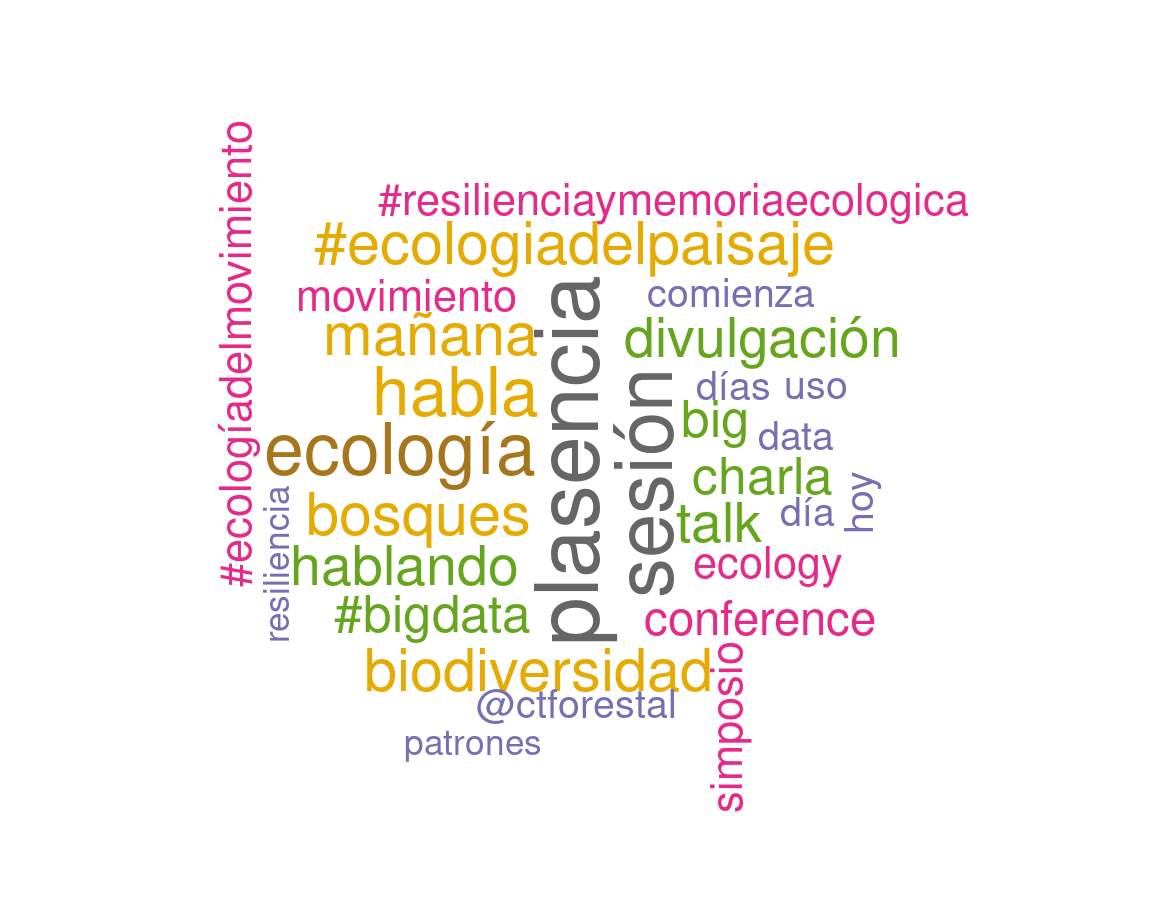 #resilienciaymemoriaecologica
#ecologiadelpaisaje
#ecologíadelmovimiento
movimiento
comienza
mañana
divulgación
plasencia
habla
días
uso
sesión
big
data
ecología
charla
hoy
bosques
talk
día
resiliencia
hablando
ecology
#bigdata
conference
biodiversidad
@ctforestal
simposio
patrones